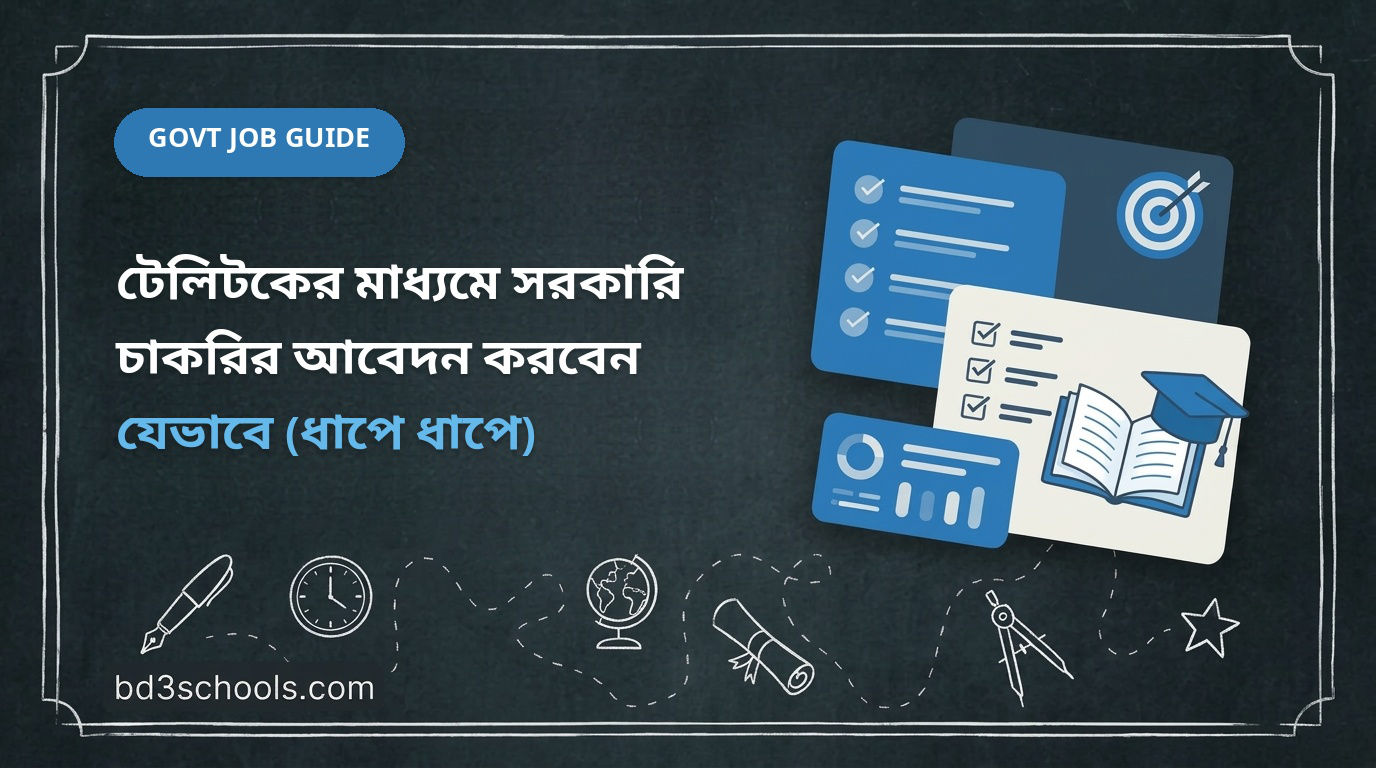 GOVT JOB GUIDE
টেলিটকের মাধ্যমে সরকারি
চাকরির আবেদন করবেন
যেভাবে (ধাপে ধাপে)
bd3schools.com